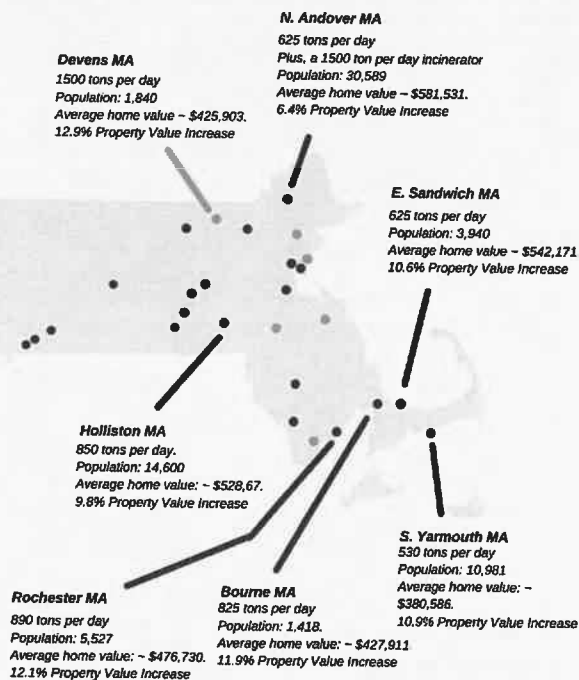 N. Andover MA
625 tons per day
Plus, a 1500 ton per day incinerator
Population: 30,589
Average home value ~ $581,531.
6.4% Property Value Increase
Devens MA
1500 tons per day
Population: 1,840
Average home value ~ $425,903.
12.9% Property Value Increase
E. Sandwich MA
625 tons per day
Population: 3,940
Average home value ~ $542,171
10.6% Property Value Increase
Holliston MA
850 tons per day.
Population: 14,600
Average home value: ~ $528,67.
9.8% Property Value Increase
S. Yarmouth MA
530 tons per day
Population: 10,981
Average home value: ~
$380,586.
10.9% Property Value Increase
Rochester MA
890 tons per day
Population: 5,527
Average home value: ~ $476,730.
12.1% Property Value Increase
Bourne MA
825 tons per day
Population: 1,418.
Average home value: ~ $427,911
11.9% Property Value Increase